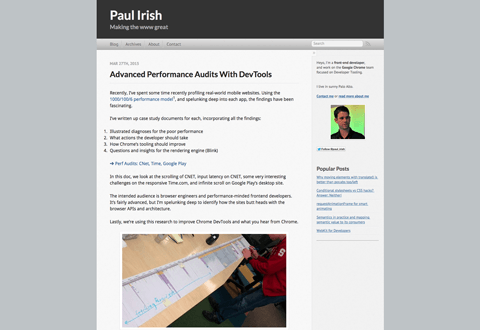 Paul Irish
Making the www great
Blog Archives About Contact
Search
MAR 27TH, 2015
Advanced Performance Audits With DevTools
Recently, I've spent some time recently profiling real-world mobile websites. Using the
1000/100/6 performance model¹, and spelunking deep into each app, the findings have been
fascinating.
I've written up case study documents for each, incorporating all the findings:
1. Illustrated diagnoses for the poor performance
2. What actions the developer should take
3. How Chrome's tooling should improve
4. Questions and insights for the rendering engine (Blink)
➔ Perf Audits: CNet, Time, Google Play
In this doc, we look at the scrolling of CNET, input latency on CNET, some very interesting
challenges on the responsive Time.com, and infinite scroll on Google Play's desktop site.
The intended audience is browser engineers and performance-minded frontend developers.
It's fairly advanced, but I'm spelunking deep to identify how the sites butt heads with the
browser APIs and architecture.
Lastly, we're using this research to improve Chrome DevTools and what you hear from Chrome.
Heya, I'm a front-end developer,
and work on the Google Chrome team
focused on Developer Tooling.
I live in sunny Palo Alto.
Contact me or read more about me
Follow @paul_irish
Popular Posts
Why moving elements with translate() is
better than pos:abs top/left
Conditional stylesheets vs CSS hacks?
Answer: Neither!
requestAnimationFrame for smart
animating
Semantics in practice and mapping
semantic value to its consumers
WebKit for Developers